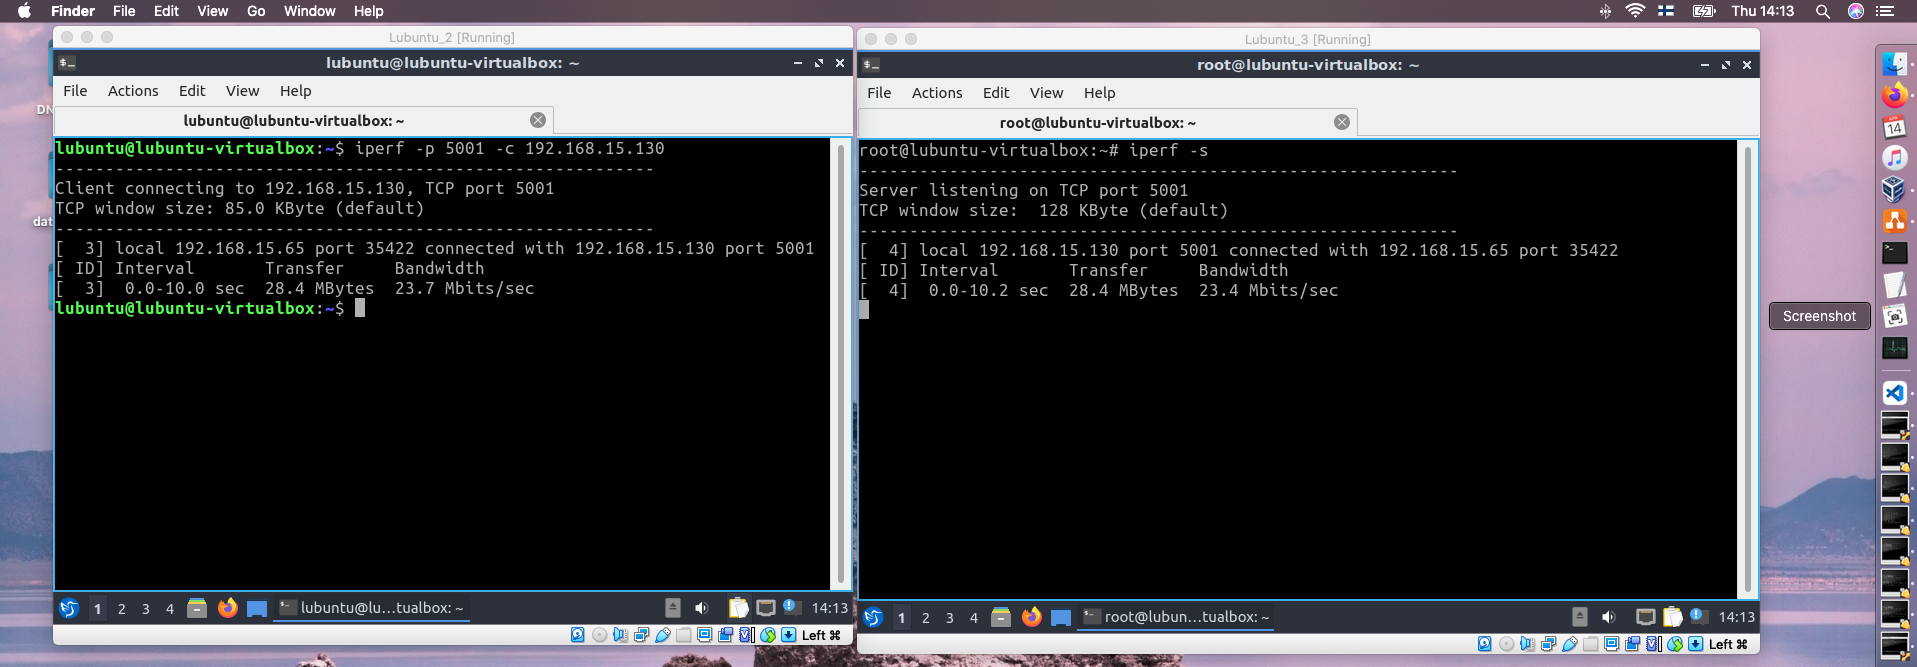 Finder File Edit View Go Window Help Thu 14:13
Lubuntu_2 [Running]
lubuntu@lubuntu-virtualbox: ~
File Actions Edit View Help
lubuntu@lubuntu-virtualbox: ~
lubuntu@lubuntu-virtualbox:~$ iperf -p 5001 -c 192.168.15.130
------------------------------------------------------------
Client connecting to 192.168.15.130, TCP port 5001
TCP window size: 85.0 KByte (default)
------------------------------------------------------------
[  3] local 192.168.15.65 port 35422 connected with 192.168.15.130 port 5001
[ ID] Interval       Transfer     Bandwidth
[  3]  0.0-10.0 sec  28.4 MBytes  23.7 Mbits/sec
lubuntu@lubuntu-virtualbox:~$
1 2 3 4 lubuntu@lu...tualbox: ~ 14:13
Left ⌘
Lubuntu_3 [Running]
root@lubuntu-virtualbox: ~
File Actions Edit View Help
root@lubuntu-virtualbox: ~
root@lubuntu-virtualbox:~# iperf -s
------------------------------------------------------------
Server listening on TCP port 5001
TCP window size:  128 KByte (default)
------------------------------------------------------------
[  4] local 192.168.15.130 port 5001 connected with 192.168.15.65 port 35422
[ ID] Interval       Transfer     Bandwidth
[  4]  0.0-10.2 sec  28.4 MBytes  23.4 Mbits/sec
1 2 3 4 root@lubun...tualbox: ~ 14:13
Left ⌘
DN
dat
APR
14
Screenshot